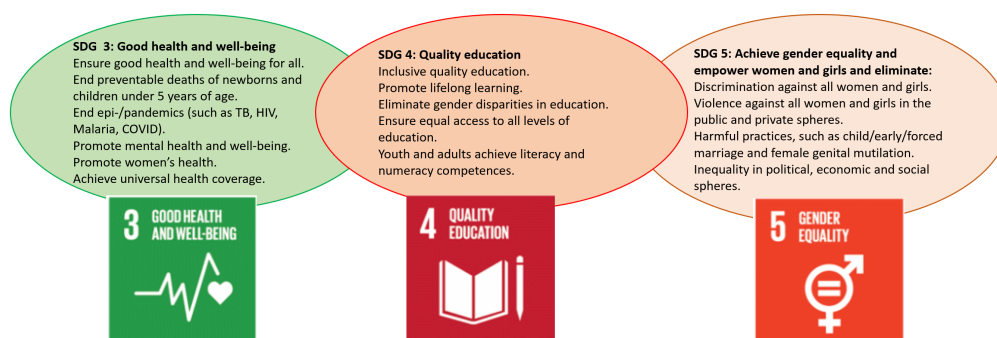 SDG  3: Good health and well-being
Ensure good health and well-being for all.
End preventable deaths of newborns and
children under 5 years of age.
End epi-/pandemics (such as TB, HIV,
Malaria, COVID).
Promote mental health and well-being.
Promote women’s health.
Achieve universal health coverage.
SDG 4: Quality education
Inclusive quality education.
Promote lifelong learning.
Eliminate gender disparities in education.
Ensure equal access to all levels of
education.
Youth and adults achieve literacy and
numeracy competences.
SDG 5: Achieve gender equality and
empower women and girls and eliminate:
Discrimination against all women and girls.
Violence against all women and girls in the
public and private spheres.
Harmful practices, such as child/early/forced
marriage and female genital mutilation.
Inequality in political, economic and social
spheres.
3 GOOD HEALTH
AND WELL-BEING
4 QUALITY
EDUCATION
5 GENDER
EQUALITY